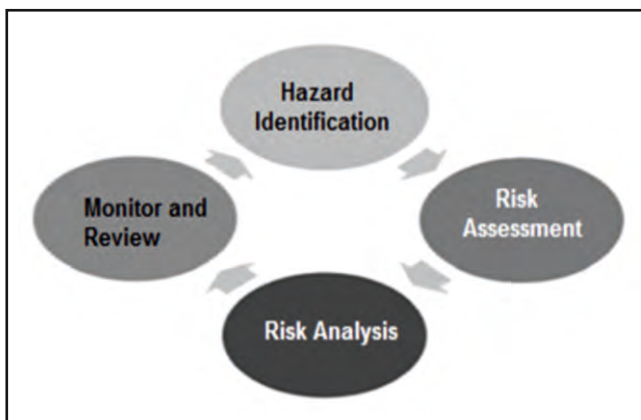 Hazard
Identification
Risk
Assessment
Risk Analysis
Monitor and
Review